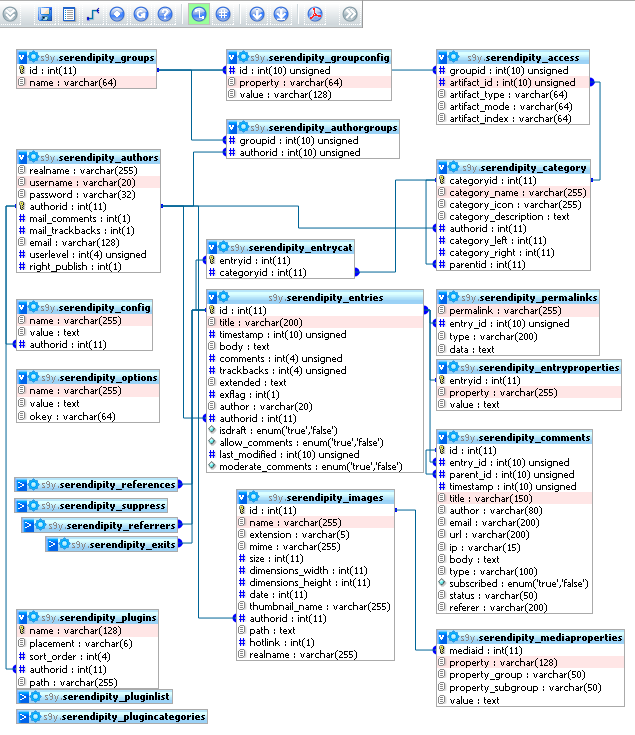 s9y.serendipity_groups
id : int(11)
name : varchar(64)
s9y.serendipity_groupconfig
id : int(10) unsigned
property : varchar(64)
value : varchar(128)
s9y.serendipity_access
groupid : int(10) unsigned
artifact_id : int(10) unsigned
artifact_type : varchar(64)
artifact_mode : varchar(64)
artifact_index : varchar(64)
s9y.serendipity_authorgroups
groupid : int(10) unsigned
authorid : int(10) unsigned
s9y.serendipity_authors
realname : varchar(255)
username : varchar(20)
password : varchar(32)
authorid : int(11)
mail_comments : int(1)
mail_trackbacks : int(1)
email : varchar(128)
userlevel : int(4) unsigned
right_publish : int(1)
s9y.serendipity_category
categoryid : int(11)
category_name : varchar(255)
category_icon : varchar(255)
category_description : text
authorid : int(11)
category_left : int(11)
category_right : int(11)
parentid : int(11)
s9y.serendipity_entrycat
entryid : int(11)
categoryid : int(11)
s9y.serendipity_config
name : varchar(255)
value : text
authorid : int(11)
s9y.serendipity_entries
id : int(11)
title : varchar(200)
timestamp : int(10) unsigned
body : text
comments : int(4) unsigned
trackbacks : int(4) unsigned
extended : text
exflag : int(1)
author : varchar(20)
authorid : int(11)
isdraft : enum('true','false')
allow_comments : enum('true','false')
last_modified : int(10) unsigned
moderate_comments : enum('true','false')
s9y.serendipity_permalinks
permalink : varchar(255)
entry_id : int(10) unsigned
type : varchar(200)
data : text
s9y.serendipity_options
name : varchar(255)
value : text
okey : varchar(64)
s9y.serendipity_entryproperties
entryid : int(11)
property : varchar(255)
value : text
s9y.serendipity_comments
id : int(11)
entry_id : int(10) unsigned
parent_id : int(10) unsigned
timestamp : int(10) unsigned
title : varchar(150)
author : varchar(80)
email : varchar(200)
url : varchar(200)
ip : varchar(15)
body : text
type : varchar(100)
subscribed : enum('true','false')
status : varchar(50)
referer : varchar(200)
s9y.serendipity_references
s9y.serendipity_suppress
s9y.serendipity_referrers
s9y.serendipity_exits
s9y.serendipity_images
id : int(11)
name : varchar(255)
extension : varchar(5)
mime : varchar(255)
size : int(11)
dimensions_width : int(11)
dimensions_height : int(11)
date : int(11)
thumbnail_name : varchar(255)
authorid : int(11)
path : text
hotlink : int(1)
realname : varchar(255)
s9y.serendipity_plugins
name : varchar(128)
placement : varchar(6)
sort_order : int(4)
authorid : int(11)
path : varchar(255)
s9y.serendipity_mediaproperties
mediaid : int(11)
property : varchar(128)
property_group : varchar(50)
property_subgroup : varchar(50)
value : text
s9y.serendipity_pluginlist
s9y.serendipity_plugincategories